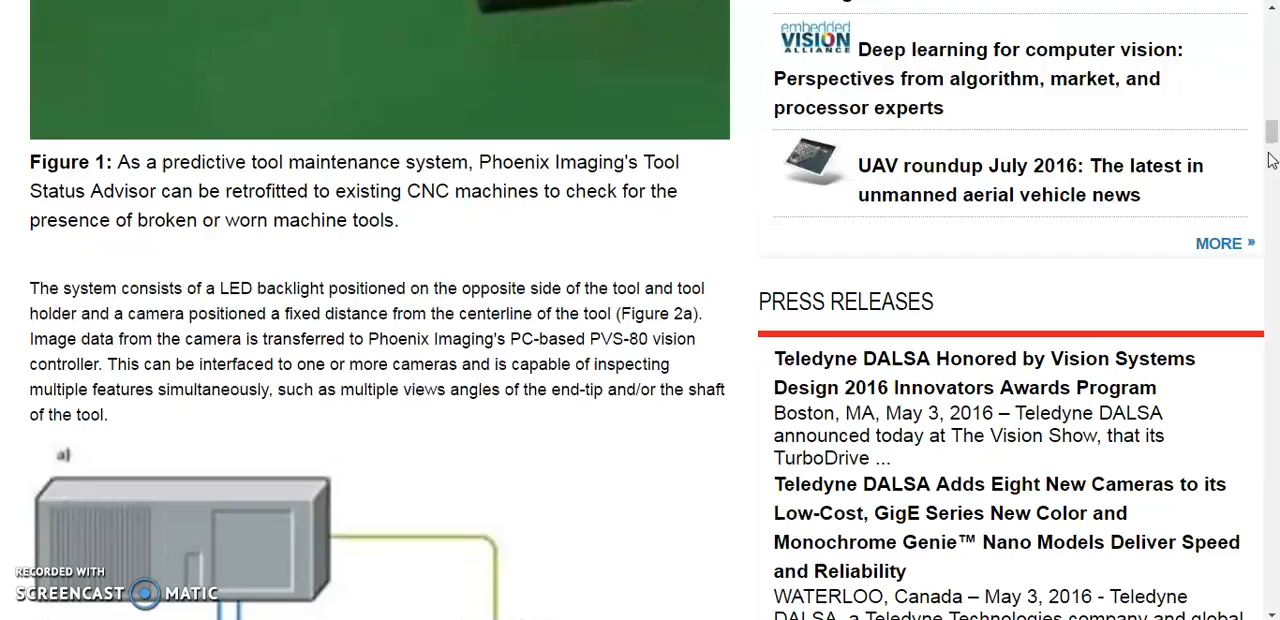 Figure 1: As a predictive tool maintenance system, Phoenix Imaging's Tool
Status Advisor can be retrofitted to existing CNC machines to check for the
presence of broken or worn machine tools.
The system consists of a LED backlight positioned on the opposite side of the tool and tool
holder and a camera positioned a fixed distance from the centerline of the tool (Figure 2a).
Image data from the camera is transferred to Phoenix Imaging's PC-based PVS-80 vision
controller. This can be interfaced to one or more cameras and is capable of inspecting
multiple features simultaneously, such as multiple views angles of the end-tip and/or the shaft
of the tool.
a)
RECORDED WITH
SCREENCAST MATIC
embedded
VISION
ALLIANCE
Deep learning for computer vision:
Perspectives from algorithm, market, and
processor experts
UAV roundup July 2016: The latest in
unmanned aerial vehicle news
MORE »
PRESS RELEASES
Teledyne DALSA Honored by Vision Systems
Design 2016 Innovators Awards Program
Boston, MA, May 3, 2016 – Teledyne DALSA
announced today at The Vision Show, that its
TurboDrive ...
Teledyne DALSA Adds Eight New Cameras to its
Low-Cost, GigE Series New Color and
Monochrome Genie™ Nano Models Deliver Speed
and Reliability
WATERLOO, Canada – May 3, 2016 - Teledyne
DALSA, a Teledyne Technologies company and global